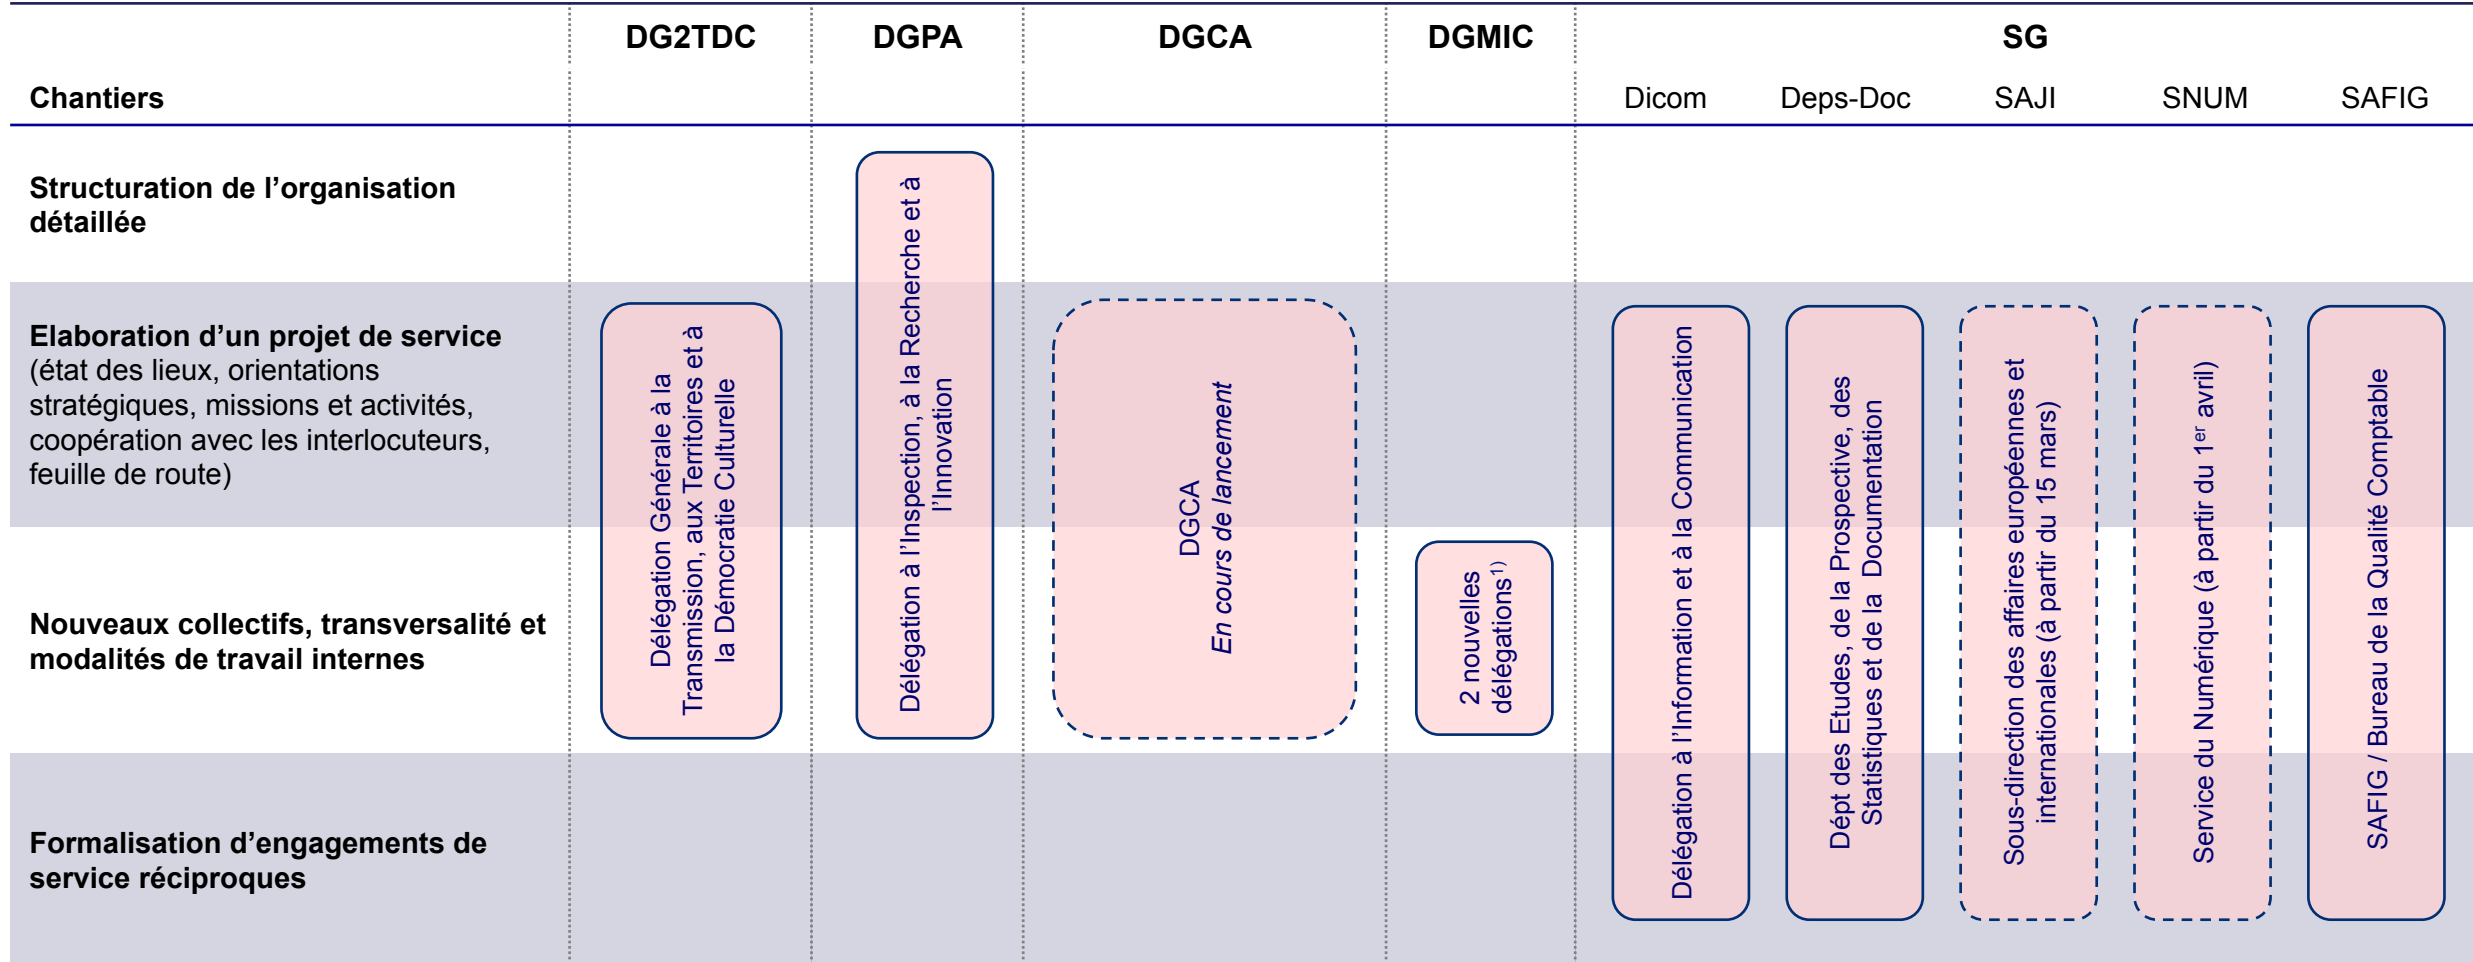 DG2TDC DGPA DGCA DGMIC SG
Chantiers Dicom Deps-Doc SAJI SNUM SAFIG
Structuration de l’organisation
détaillée
Elaboration d’un projet de service
(état des lieux, orientations
stratégiques, missions et activités,
coopération avec les interlocuteurs,
feuille de route)
Nouveaux collectifs, transversalité et
modalités de travail internes
Formalisation d’engagements de
service réciproques
Délégation Générale à la
Transmission, aux Territoires et à
la Démocratie Culturelle
Délégation à l’Inspection, à la Recherche et à
l’Innovation
DGCA
En cours de lancement
2 nouvelles
délégations1)
Délégation à l’Information et à la Communication
Dépt des Etudes, de la Prospective, des
Statistiques et de la Documentation
Sous-direction des affaires européennes et
internationales (à partir du 15 mars)
Service du Numérique (à partir du 1er avril)
SAFIG / Bureau de la Qualité Comptable